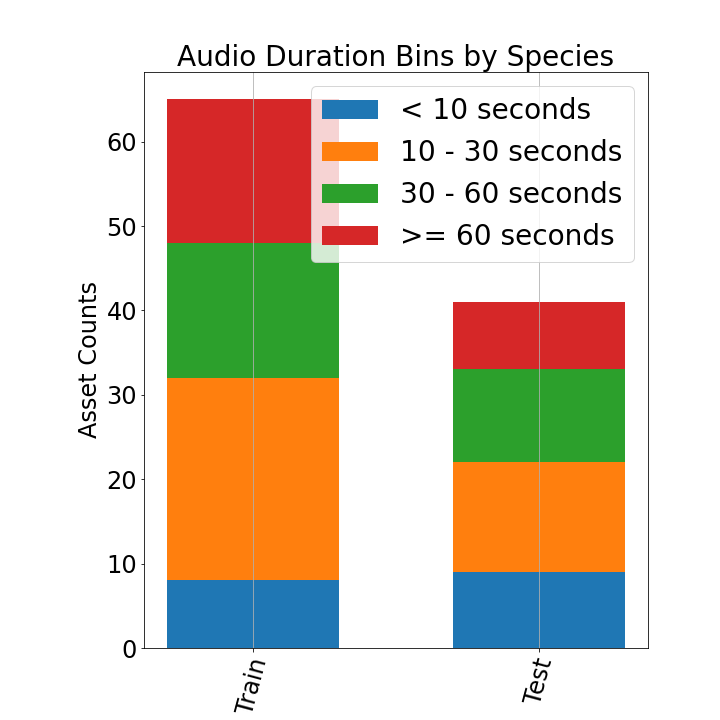 Audio Duration Bins by Species
< 10 seconds
10 - 30 seconds
30 - 60 seconds
>= 60 seconds
Asset Counts
60
50
40
30
20
10
0
Train
Test